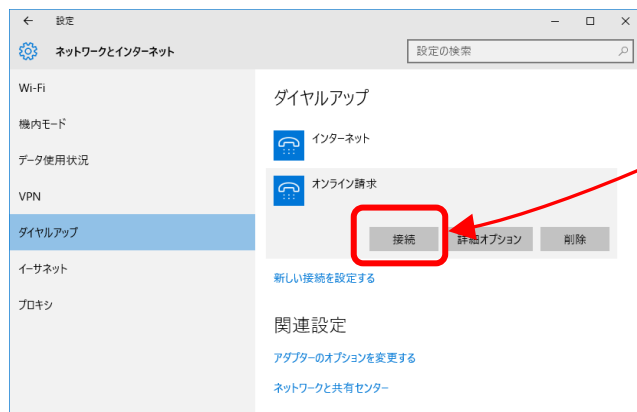 設定
ネットワークとインターネット
設定の検索
Wi-Fi
機内モード
データ使用状況
VPN
ダイヤルアップ
イーサネット
プロキシ
ダイヤルアップ
インターネット
オンライン請求
接続 詳細オプション 削除
新しい接続を設定する
関連設定
アダプターのオプションを変更する
ネットワークと共有センター